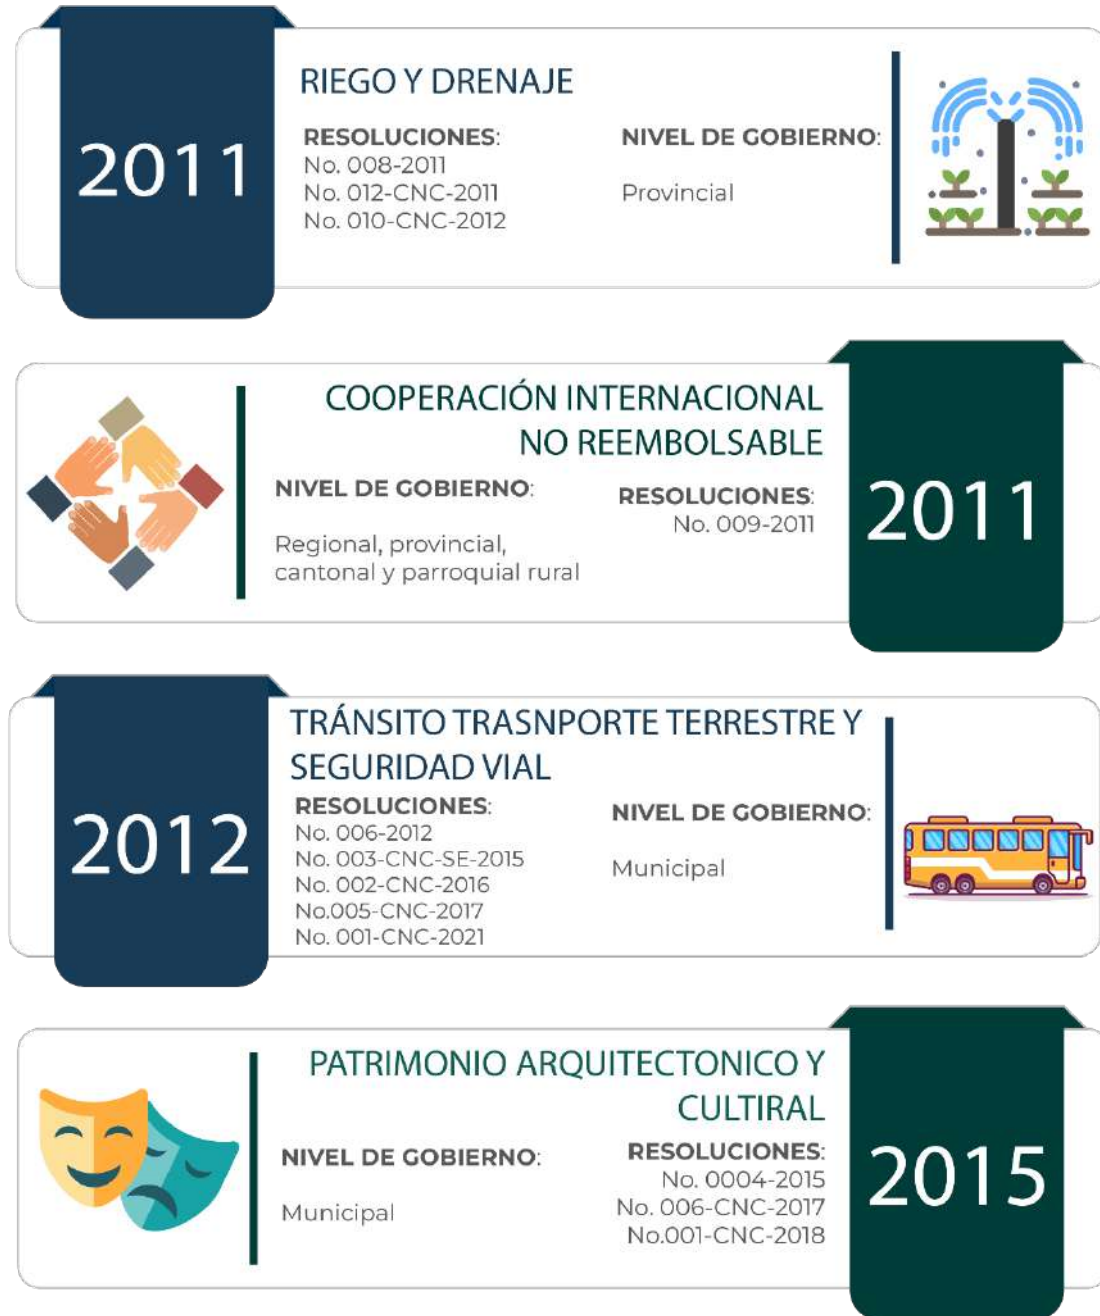 2011
RIEGO Y DRENAJE
RESOLUCIONES:
No. 008-2011
No. 012-CNC-2011
No. 010-CNC-2012
NIVEL DE GOBIERNO:
Provincial
COOPERACIÓN INTERNACIONAL
NO REEMBOLSABLE
NIVEL DE GOBIERNO:
Regional, provincial,
cantonal y parroquial rural
RESOLUCIONES:
No. 009-2011
2011
2012
TRÁNSITO TRASNPORTE TERRESTRE Y
SEGURIDAD VIAL
RESOLUCIONES:
No. 006-2012
No. 003-CNC-SE-2015
No. 002-CNC-2016
No.005-CNC-2017
No. 001-CNC-2021
NIVEL DE GOBIERNO:
Municipal
PATRIMONIO ARQUITECTONICO Y
CULTIRAL
NIVEL DE GOBIERNO:
Municipal
RESOLUCIONES:
No. 0004-2015
No. 006-CNC-2017
No.001-CNC-2018
2015